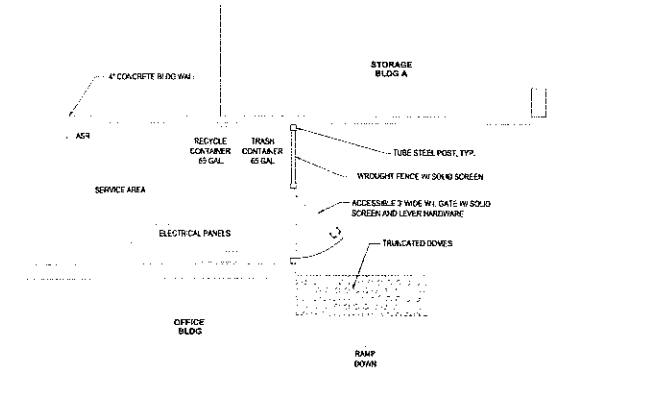 STORAGE
BLDG A
4" CONCRETE BLDG WALL
ASR
RECYCLE
CONTAINER
65 GAL.
TRASH
CONTAINER
65 GAL.
TUBE STEEL POST, TYP.
WROUGHT FENCE W/ SOLID SCREEN
SERVICE AREA
ACCESSIBLE 3' WIDE W.I. GATE W/ SOLID
SCREEN AND LEVER HARDWARE
ELECTRICAL PANELS
TRUNCATED DOMES
OFFICE
BLDG
RAMP
DOWN